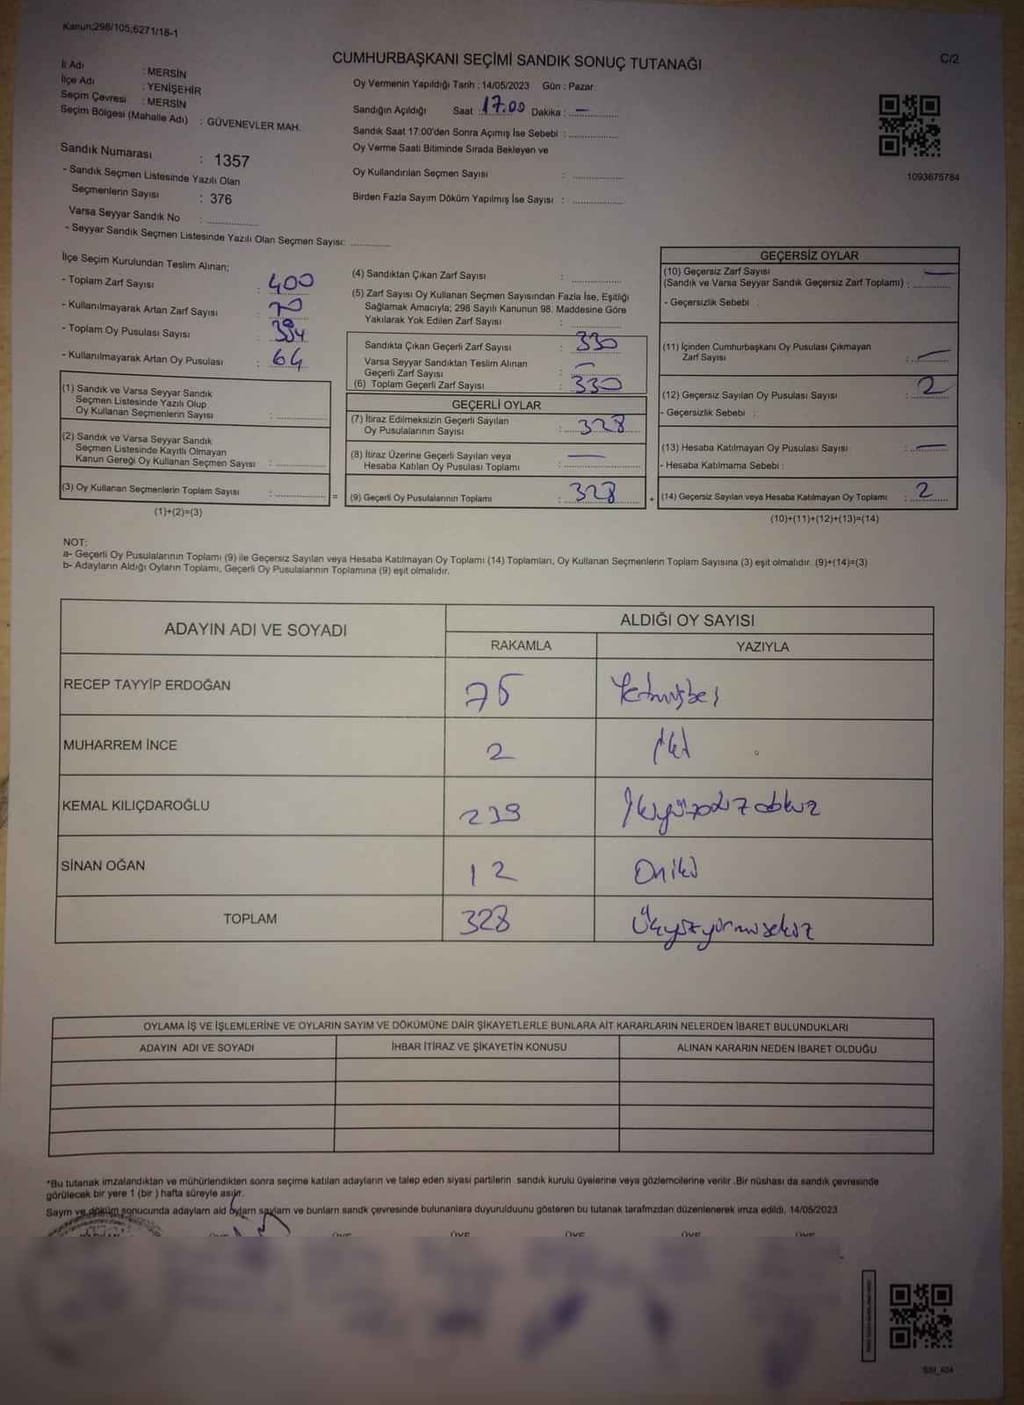 Kanun:298/105,6271/18-1
CUMHURBAŞKANI SEÇİMİ SANDIK SONUÇ TUTANAĞI
C/2
İl Adı : MERSİN
İlçe Adı : YENİŞEHİR
Seçim Çevresi : MERSİN
Seçim Bölgesi (Mahalle Adı) : GÜVENEVLER MAH.
Oy Vermenin Yapıldığı Tarih : 14/05/2023 Gün : Pazar
Sandığın Açıldığı Saat : 17:00 Dakika : —
Sandık Saat 17:00'den Sonra Açılmış İse Sebebi :
Oy Verme Saati Bitiminde Sırada Bekleyen ve
Oy Kullandırılan Seçmen Sayısı :
Birden Fazla Sayım Döküm Yapılmış İse Sayısı :
1093675784
Sandık Numarası : 1357
- Sandık Seçmen Listesinde Yazılı Olan
Seçmenlerin Sayısı : 376
Varsa Seyyar Sandık No :
- Seyyar Sandık Seçmen Listesinde Yazılı Olan Seçmen Sayısı:
İlçe Seçim Kurulundan Teslim Alınan;
- Toplam Zarf Sayısı : 400
- Kullanılmayarak Artan Zarf Sayısı : 70
- Toplam Oy Pusulası Sayısı : 394
- Kullanılmayarak Artan Oy Pusulası : 64
(1) Sandık ve Varsa Seyyar Sandık
Seçmen Listesinde Yazılı Olup
Oy Kullanan Seçmenlerin Sayısı :
(2) Sandık ve Varsa Seyyar Sandık
Seçmen Listesinde Kayıtlı Olmayan
Kanun Gereği Oy Kullanan Seçmen Sayısı :
(3) Oy Kullanan Seçmenlerin Toplam Sayısı :
(1)+(2)=(3)
(4) Sandıktan Çıkan Zarf Sayısı :
(5) Zarf Sayısı Oy Kullanan Seçmen Sayısından Fazla İse, Eşitliği
Sağlamak Amacıyla; 298 Sayılı Kanunun 98. Maddesine Göre
Yakılarak Yok Edilen Zarf Sayısı :
Sandıkta Çıkan Geçerli Zarf Sayısı : 330
Varsa Seyyar Sandıktan Teslim Alınan
Geçerli Zarf Sayısı : —
(6) Toplam Geçerli Zarf Sayısı : 330
GEÇERLİ OYLAR
(7) İtiraz Edilmeksizin Geçerli Sayılan
Oy Pusulalarının Sayısı : 328
(8) İtiraz Üzerine Geçerli Sayılan veya
Hesaba Katılan Oy Pusulası Toplamı : —
= (9) Geçerli Oy Pusulalarının Toplamı : 328 +
GEÇERSİZ OYLAR
(10) Geçersiz Zarf Sayısı —
(Sandık ve Varsa Seyyar Sandık Geçersiz Zarf Toplamı) :
- Geçersizlik Sebebi :
(11) İçinden Cumhurbaşkanı Oy Pusulası Çıkmayan
Zarf Sayısı : —
(12) Geçersiz Sayılan Oy Pusulası Sayısı : 2
- Geçersizlik Sebebi :
(13) Hesaba Katılmayan Oy Pusulası Sayısı : —
- Hesaba Katılmama Sebebi :
(14) Geçersiz Sayılan veya Hesaba Katılmayan Oy Toplamı : 2
(10)+(11)+(12)+(13)=(14)
NOT:
a- Geçerli Oy Pusulalarının Toplamı (9) ile Geçersiz Sayılan veya Hesaba Katılmayan Oy Toplamı (14) Toplamları, Oy Kullanan Seçmenlerin Toplam Sayısına (3) eşit olmalıdır. (9)+(14)=(3)
b- Adayların Aldığı Oyların Toplamı, Geçerli Oy Pusulalarının Toplamına (9) eşit olmalıdır.
ADAYIN ADI VE SOYADI
ALDIĞI OY SAYISI
RAKAMLA YAZIYLA
RECEP TAYYİP ERDOĞAN 75 Yetmişbeş
MUHARREM İNCE 2 iki
KEMAL KILIÇDAROĞLU 239 İkiyüzotuzdokuz
SİNAN OĞAN 12 Oniki
TOPLAM 328 Üçyüzyirmisekiz
OYLAMA İŞ VE İŞLEMLERİNE VE OYLARIN SAYIM VE DÖKÜMÜNE DAİR ŞİKAYETLERLE BUNLARA AİT KARARLARIN NELERDEN İBARET BULUNDUKLARI
ADAYIN ADI VE SOYADI İHBAR İTİRAZ VE ŞİKAYETİN KONUSU ALINAN KARARIN NEDEN İBARET OLDUĞU
*Bu tutanak imzalandıktan ve mühürlendikten sonra seçime katılan adayların ve talep eden siyasi partilerin sandık kurulu üyelerine veya gözlemcilerine verilir .Bir nüshası da sandık çevresinde
görülecek bir yere 1 (bir ) hafta süreyle asılır.
Sayım ve döküm sonucunda adayların aldığı oyların sayıları ve bunların sandık çevresinde bulunanlara duyurulduğunu gösteren bu tutanak tarafımızdan düzenlenerek imza edildi. 14/05/2023
ÜYE ÜYE ÜYE ÜYE ÜYE